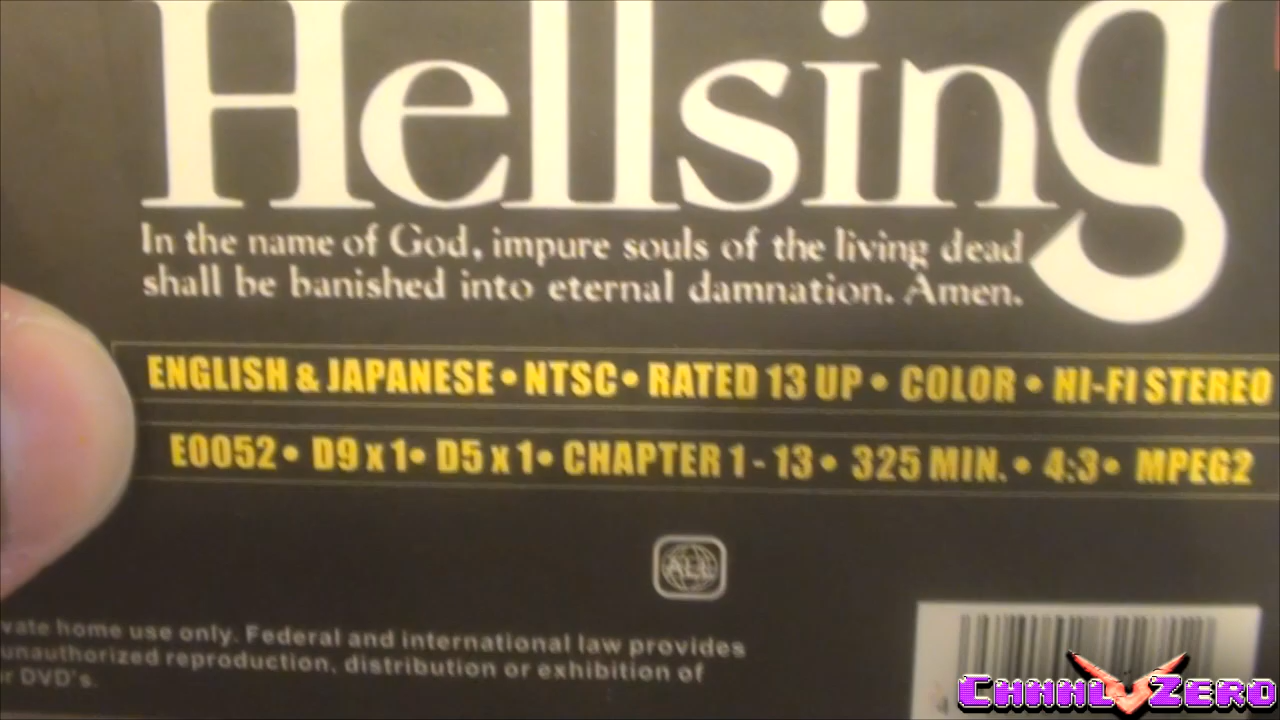 Hellsing
In the name of God, impure souls of the living dead
shall be banished into eternal damnation. Amen.
ENGLISH & JAPANESE • NTSC • RATED 13 UP • COLOR • HI-FI STEREO
E0052 • D9 x 1 • D5 x 1 • CHAPTER 1 - 13 • 325 MIN. • 4:3 • MPEG2
ALL
vate home use only. Federal and international law provides
unauthorized reproduction, distribution or exhibition of
r DVD's.
CHNNL ZERO